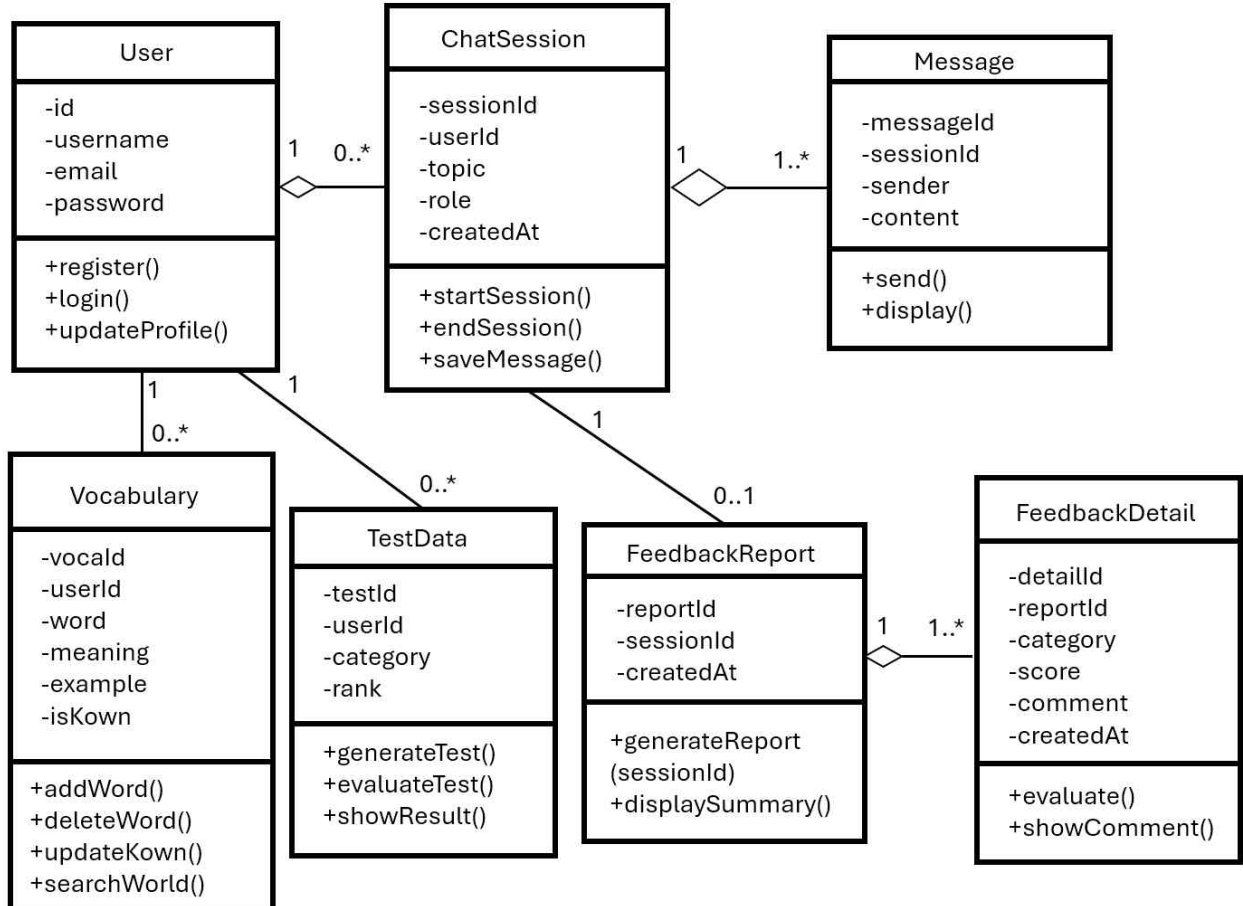 User
-id
-username
-email
-password
+register()
+login()
+updateProfile()
1
0..*
ChatSession
-sessionId
-userId
-topic
-role
-createdAt
+startSession()
+endSession()
+saveMessage()
1
1..*
Message
-messageId
-sessionId
-sender
-content
+send()
+display()
1
0..*
1
0..*
1
0..1
Vocabulary
-vocaId
-userId
-word
-meaning
-example
-isKown
+addWord()
+deleteWord()
+updateKown()
+searchWorld()
TestData
-testId
-userId
-category
-rank
+generateTest()
+evaluateTest()
+showResult()
FeedbackReport
-reportId
-sessionId
-createdAt
+generateReport
(sessionId)
+displaySummary()
1
1..*
FeedbackDetail
-detailId
-reportId
-category
-score
-comment
-createdAt
+evaluate()
+showComment()